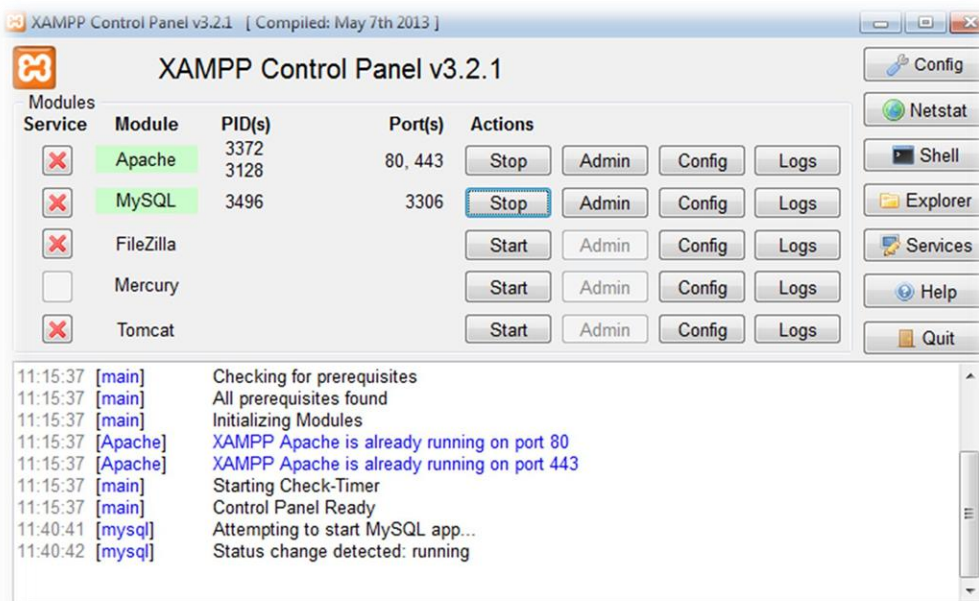 XAMPP Control Panel v3.2.1 [ Compiled: May 7th 2013 ]
XAMPP Control Panel v3.2.1
Config
Modules
Netstat
Service Module PID(s) Port(s) Actions
Apache 3372 3128 80, 443 Stop Admin Config Logs
Shell
MySQL 3496 3306 Stop Admin Config Logs
Explorer
FileZilla Start Admin Config Logs
Services
Mercury Start Admin Config Logs
Help
Tomcat Start Admin Config Logs
Quit
11:15:37 [main] Checking for prerequisites
11:15:37 [main] All prerequisites found
11:15:37 [main] Initializing Modules
11:15:37 [Apache] XAMPP Apache is already running on port 80
11:15:37 [Apache] XAMPP Apache is already running on port 443
11:15:37 [main] Starting Check-Timer
11:15:37 [main] Control Panel Ready
11:40:41 [mysql] Attempting to start MySQL app...
11:40:42 [mysql] Status change detected: running